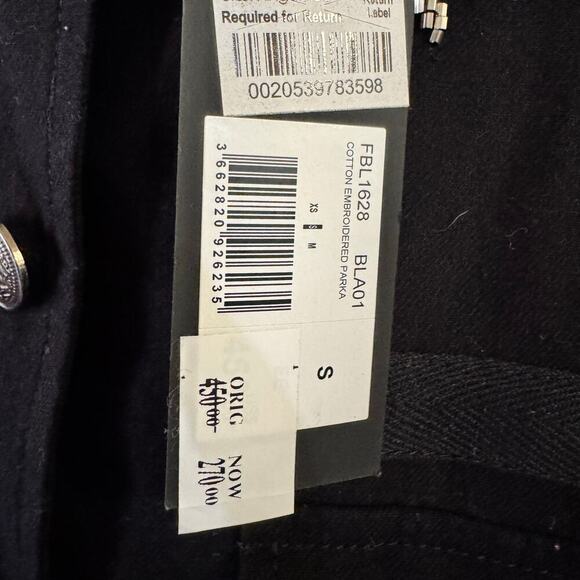 Return
Required for Return
Label
0020539783598
FBL1628 BLA01
COTTON EMBROIDERED PARKA
XS S M
3 662820 926235
S
ORIG NOW
450.00 270.00